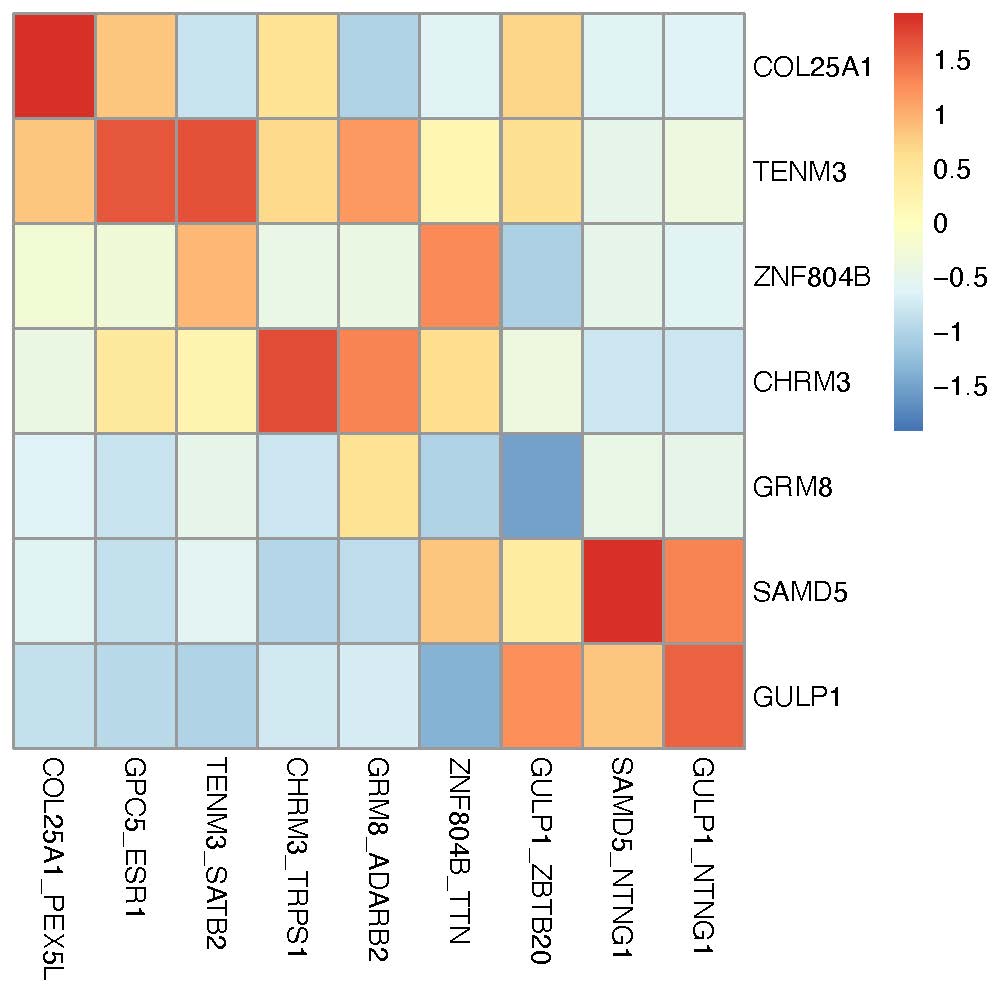 COL25A1
TENM3
ZNF804B
CHRM3
GRM8
SAMD5
GULP1
1.5
1
0.5
0
−0.5
−1
−1.5
COL25A1_PEX5L
GPC5_ESR1
TENM3_SATB2
CHRM3_TRPS1
GRM8_ADARB2
ZNF804B_TTN
GULP1_ZBTB20
SAMD5_NTNG1
GULP1_NTNG1